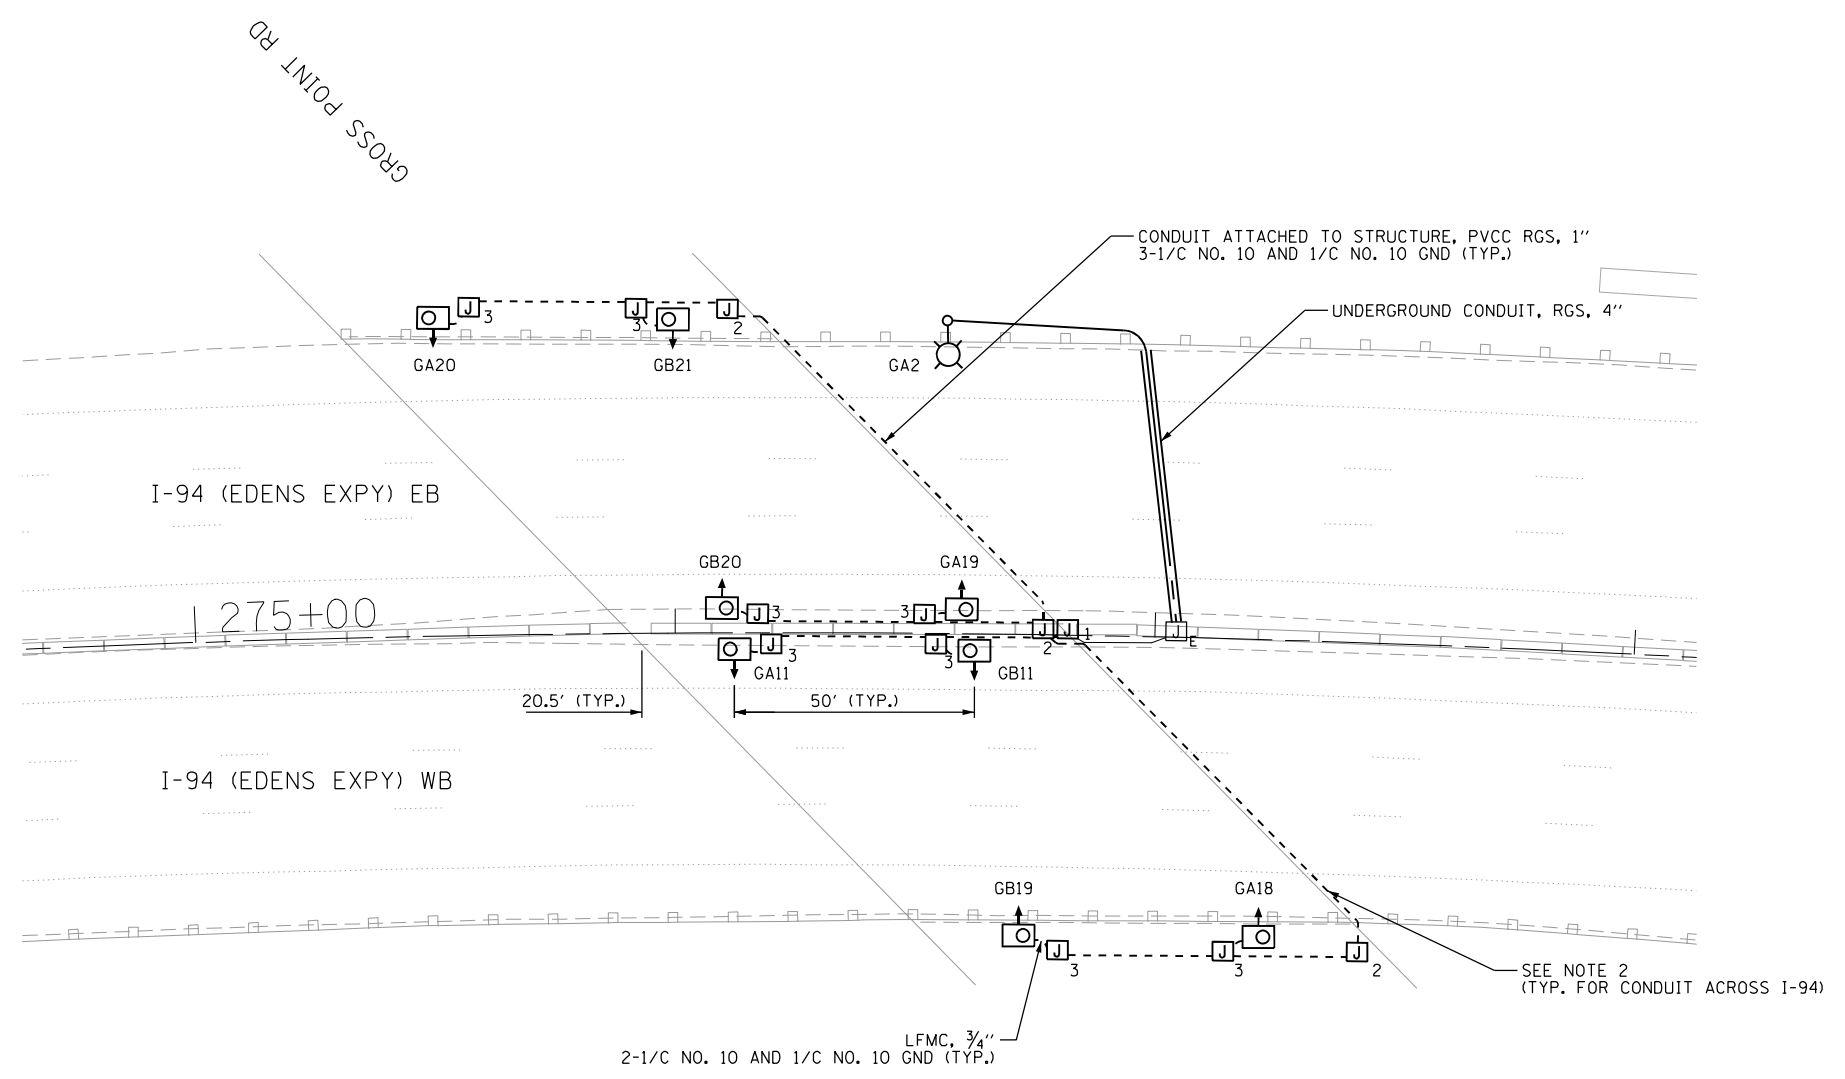 GROSS POINT RD
CONDUIT ATTACHED TO STRUCTURE, PVCC RGS, 1"
3-1/C NO. 10 AND 1/C NO. 10 GND (TYP.)
UNDERGROUND CONDUIT, RGS, 4"
J
3
J
3
J
2
GA20
GB21
GA2
I-94 (EDENS EXPY) EB
GB20
GA19
275+00
J
3
3
J
J
J
1
J
E
J
3
J
3
2
GA11
GB11
20.5' (TYP.)
50' (TYP.)
I-94 (EDENS EXPY) WB
GB19
GA18
J
3
J
3
J
2
SEE NOTE 2
(TYP. FOR CONDUIT ACROSS I-94)
LFMC, 3/4"
2-1/C NO. 10 AND 1/C NO. 10 GND (TYP.)